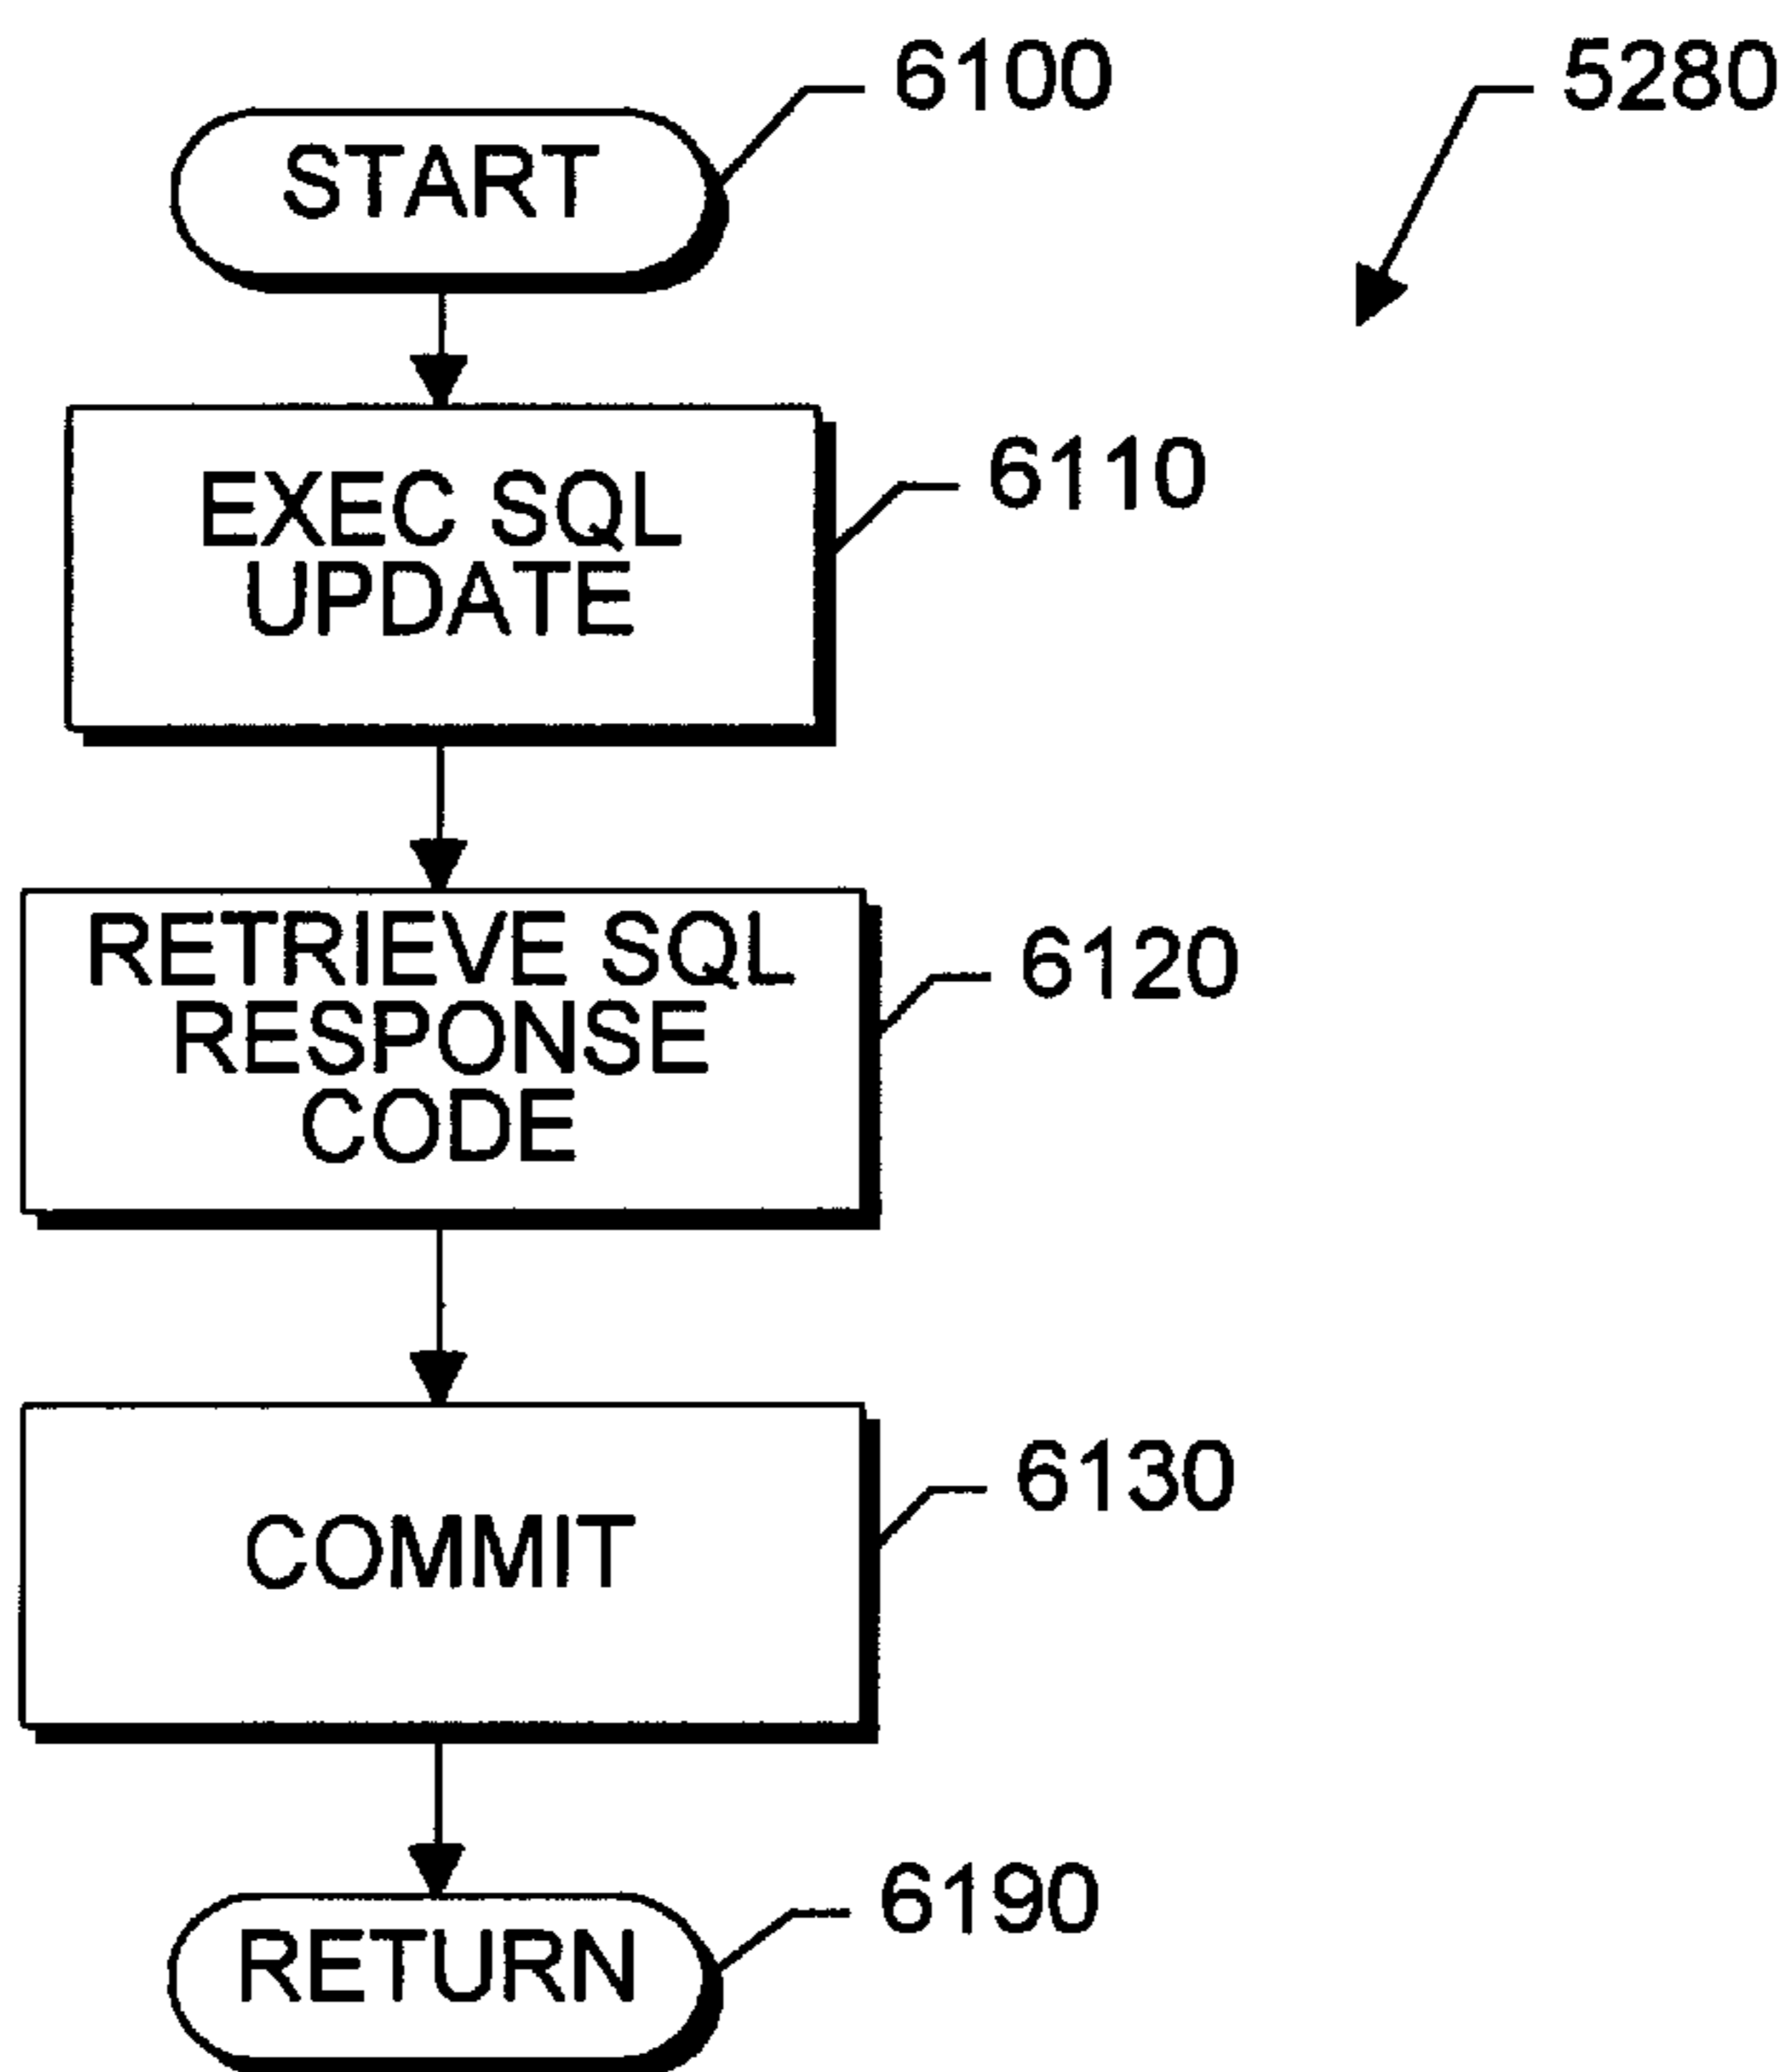 6100
5280
START
EXEC SQL
UPDATE
6110
RETRIEVE SQL
RESPONSE
CODE
6120
COMMIT
6130
RETURN
6190